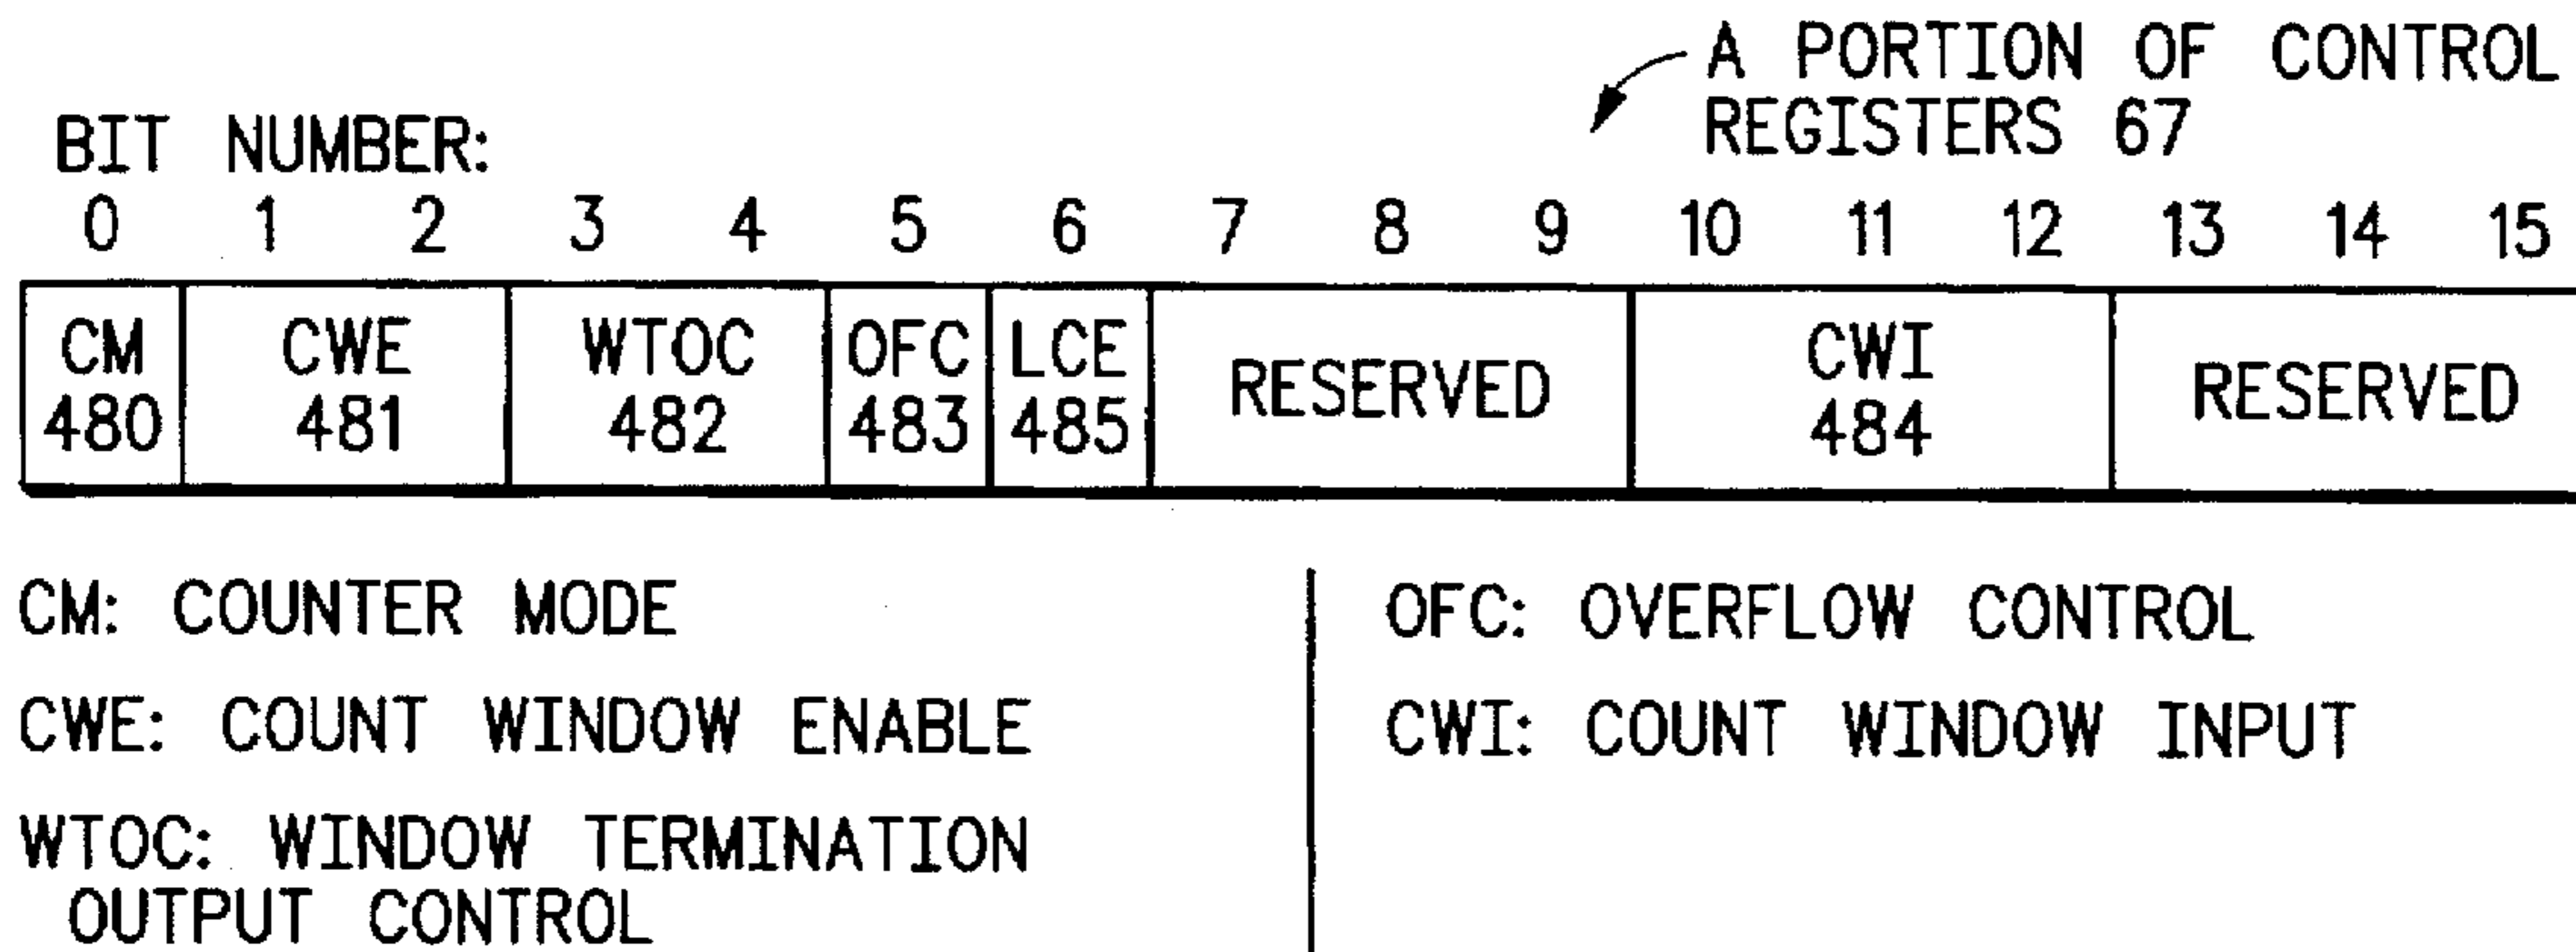 A PORTION OF CONTROL
REGISTERS 67
BIT NUMBER:
0 1 2 3 4 5 6 7 8 9 10 11 12 13 14 15
CM 480
CWE 481
WTOC 482
OFC 483
LCE 485
RESERVED
CWI 484
RESERVED
CM: COUNTER MODE
CWE: COUNT WINDOW ENABLE
WTOC: WINDOW TERMINATION
OUTPUT CONTROL
OFC: OVERFLOW CONTROL
CWI: COUNT WINDOW INPUT